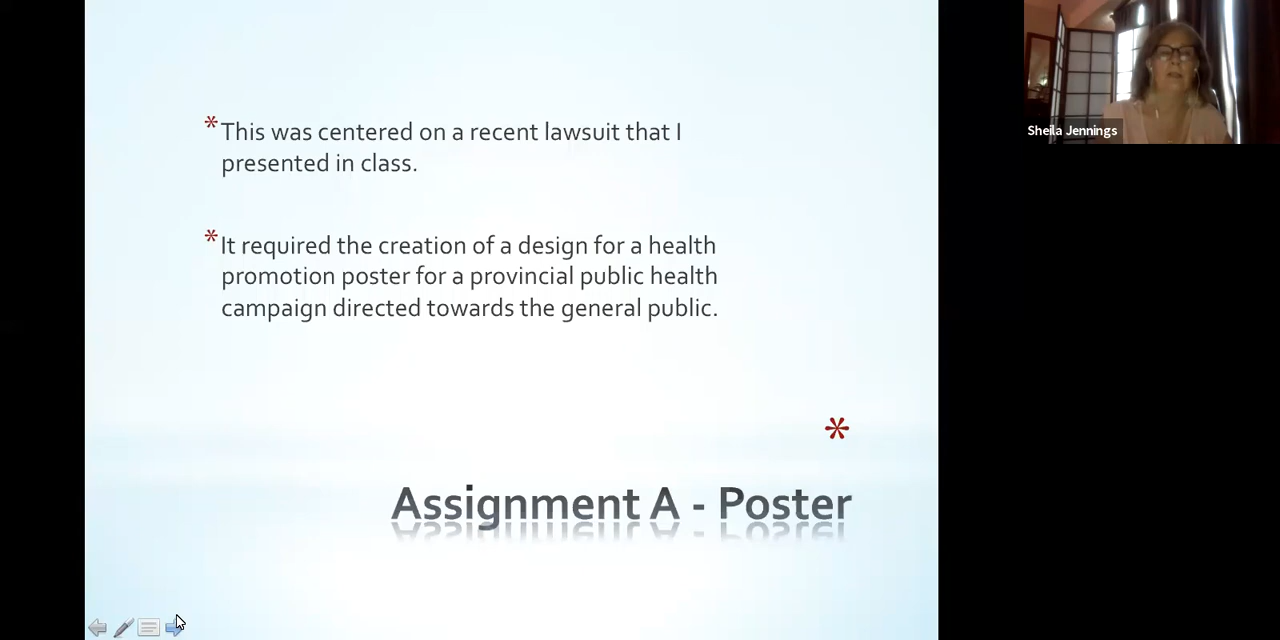 *This was centered on a recent lawsuit that I
presented in class.
*It required the creation of a design for a health
promotion poster for a provincial public health
campaign directed towards the general public.
*
Assignment A - Poster
Sheila Jennings